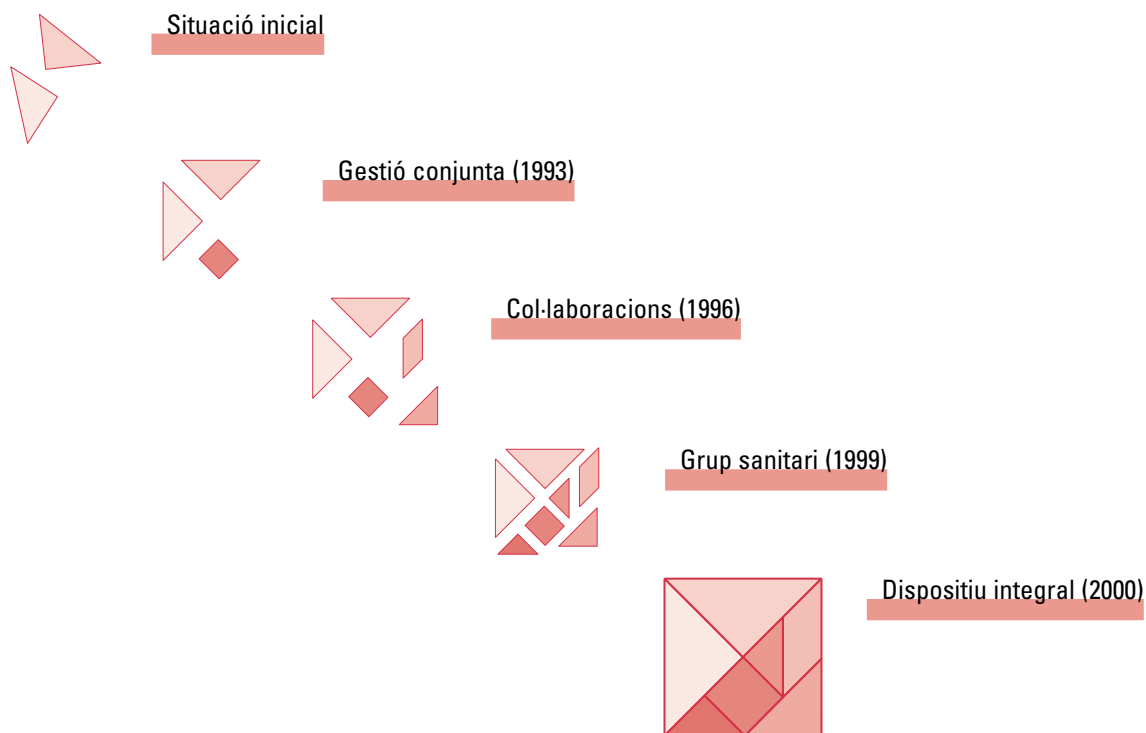 Situació inicial
Gestió conjunta (1993)
Col·laboracions (1996)
Grup sanitari (1999)
Dispositiu integral (2000)